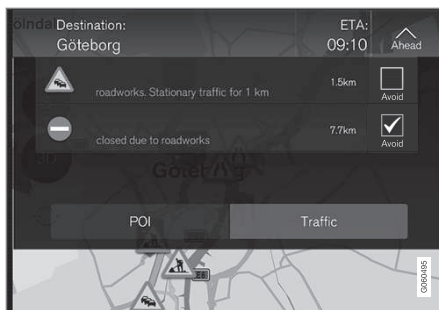 ölndal
Destination: ETA:
Göteborg 09:10 Ahead
1.5km
roadworks. Stationary traffic for 1 km
Avoid
7.7km
closed due to roadworks
Avoid
POI Traffic
E6
G060495